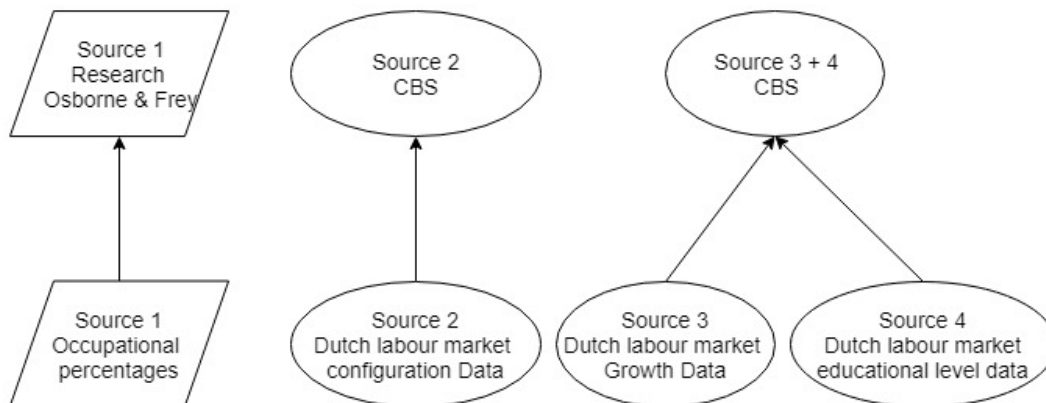 Source 1
Research
Osborne & Frey
Source 2
CBS
Source 3 + 4
CBS
Source 1
Occupational
percentages
Source 2
Dutch labour market
configuration Data
Source 3
Dutch labour market
Growth Data
Source 4
Dutch labour market
educational level data